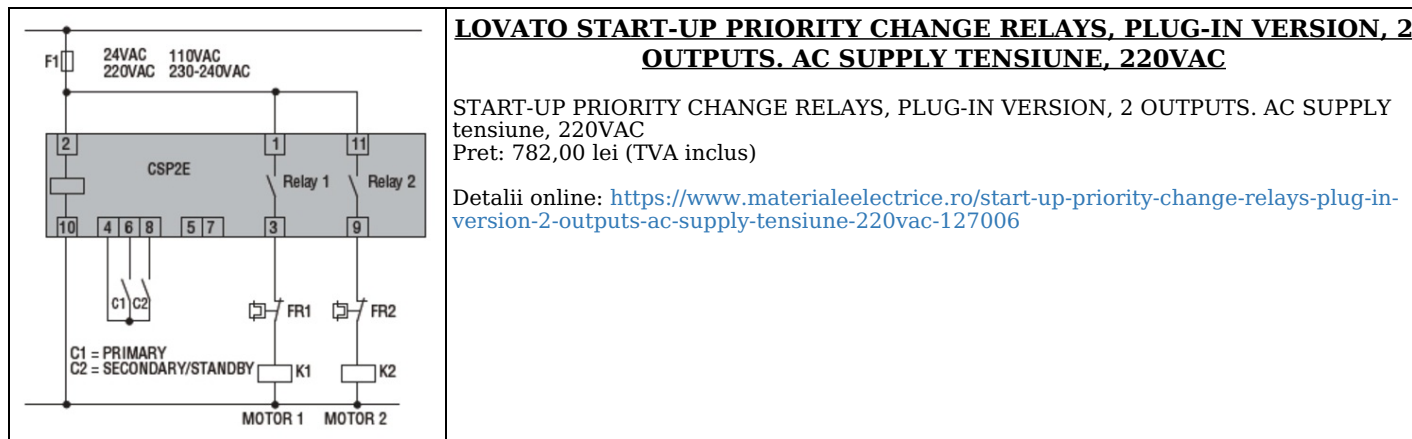 F1
24VAC 110VAC
220VAC 230-240VAC
2
1
11
CSP2E
Relay 1
Relay 2
10
4 6 8
5 7
3
9
C1
C2
FR1
FR2
C1 = PRIMARY
C2 = SECONDARY/STANDBY
K1
K2
MOTOR 1
MOTOR 2
LOVATO START-UP PRIORITY CHANGE RELAYS, PLUG-IN VERSION, 2
OUTPUTS. AC SUPPLY TENSIUNE, 220VAC
START-UP PRIORITY CHANGE RELAYS, PLUG-IN VERSION, 2 OUTPUTS. AC SUPPLY
tensiune, 220VAC
Pret: 782,00 lei (TVA inclus)
Detalii online: https://www.materialeelectrice.ro/start-up-priority-change-relays-plug-in-
version-2-outputs-ac-supply-tensiune-220vac-127006